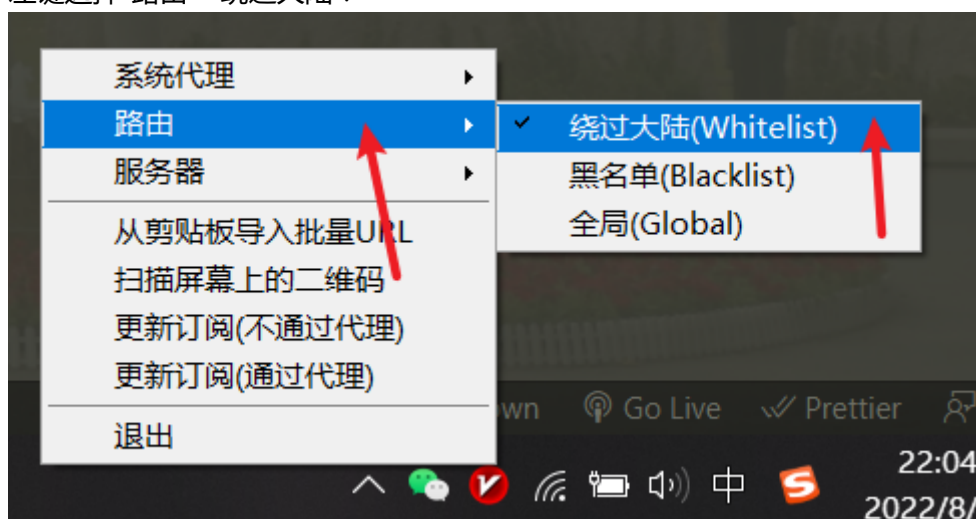 系统代理
路由
绕过大陆(Whitelist)
服务器
黑名单(Blacklist)
全局(Global)
从剪贴板导入批量URL
扫描屏幕上的二维码
更新订阅(不通过代理)
更新订阅(通过代理)
退出
Go Live
Prettier
中
22:04
2022/8/